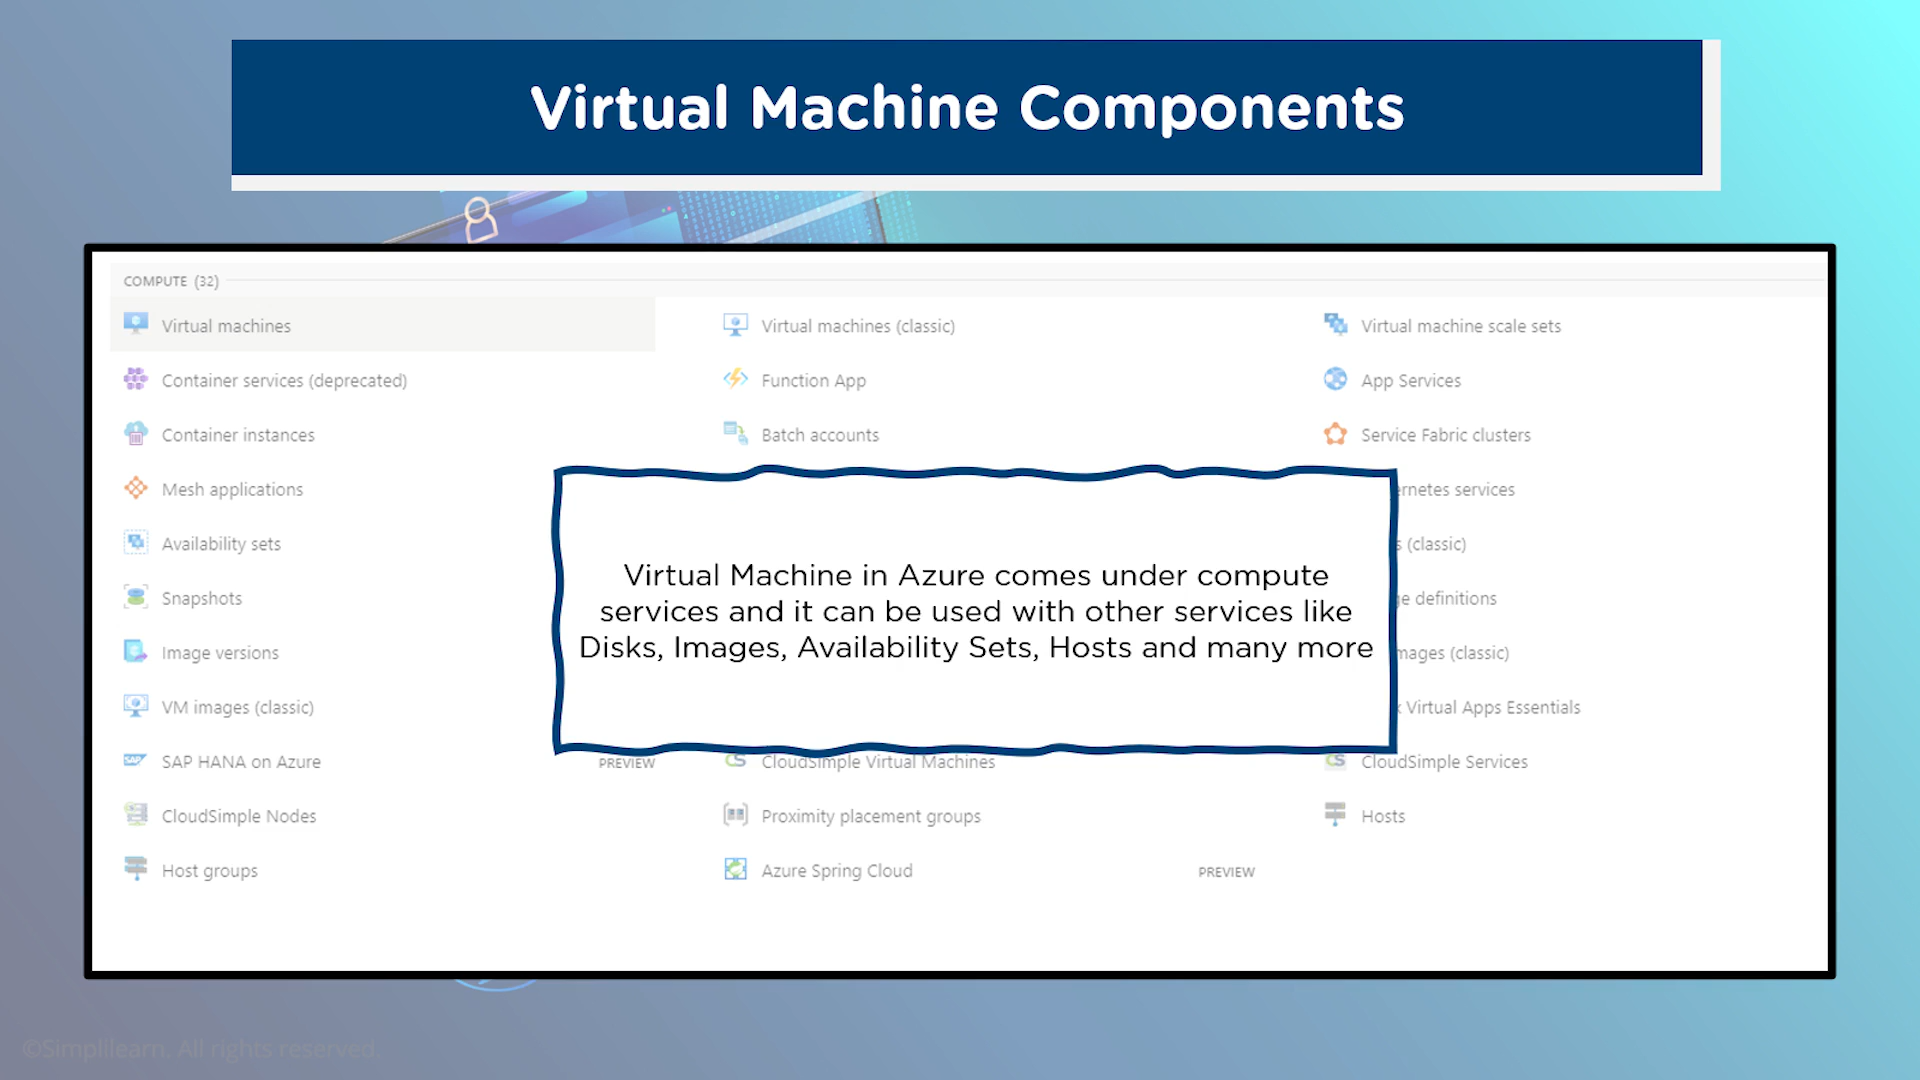 Virtual Machine Components
COMPUTE (32)
Virtual machines
Virtual machines (classic)
Virtual machine scale sets
Container services (deprecated)
Function App
App Services
Container instances
Batch accounts
Service Fabric clusters
Mesh applications
services
Availability sets
(classic)
Snapshots
definitions
Image versions
(classic)
VM images (classic)
Virtual Apps Essentials
Virtual Machine in Azure comes under compute
services and it can be used with other services like
Disks, Images, Availability Sets, Hosts and many more
SAP HANA on Azure
PREVIEW
CloudSimple Virtual Machines
CloudSimple Services
CloudSimple Nodes
Proximity placement groups
Hosts
Host groups
Azure Spring Cloud
PREVIEW
©Simplilearn. All rights reserved.